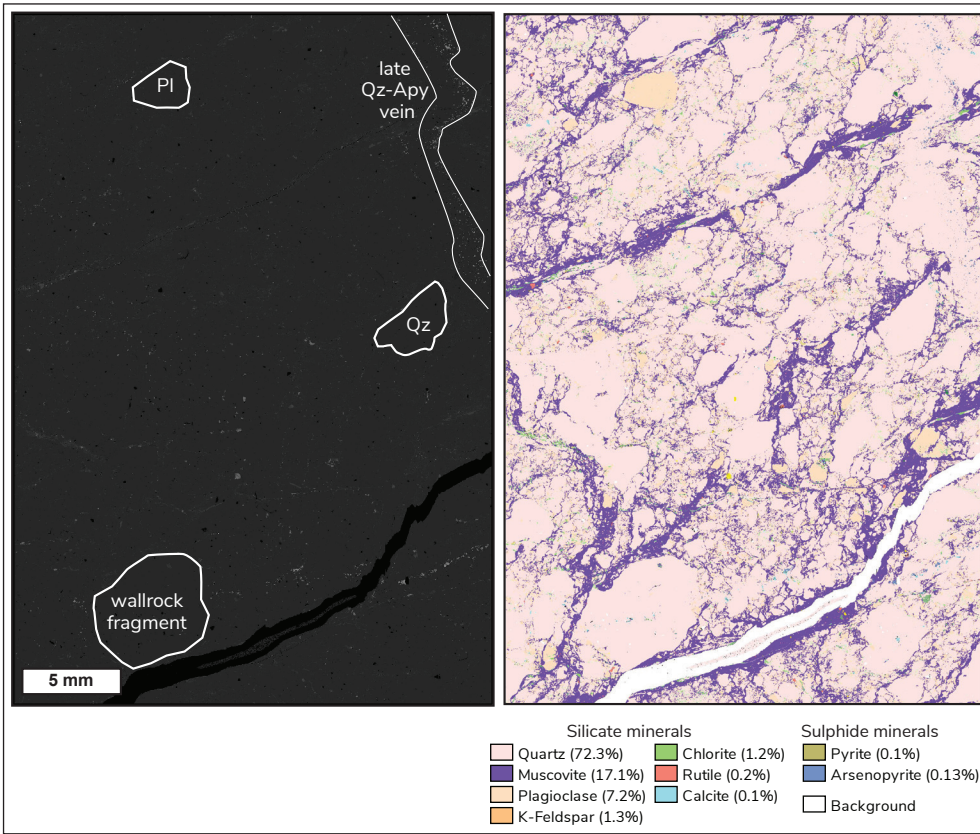 Pl
late
Qz-Apy
vein
Qz
wallrock
fragment
5 mm
Silicate minerals
Quartz (72.3%)
Muscovite (17.1%)
Plagioclase (7.2%)
K-Feldspar (1.3%)
Chlorite (1.2%)
Rutile (0.2%)
Calcite (0.1%)
Sulphide minerals
Pyrite (0.1%)
Arsenopyrite (0.13%)
Background